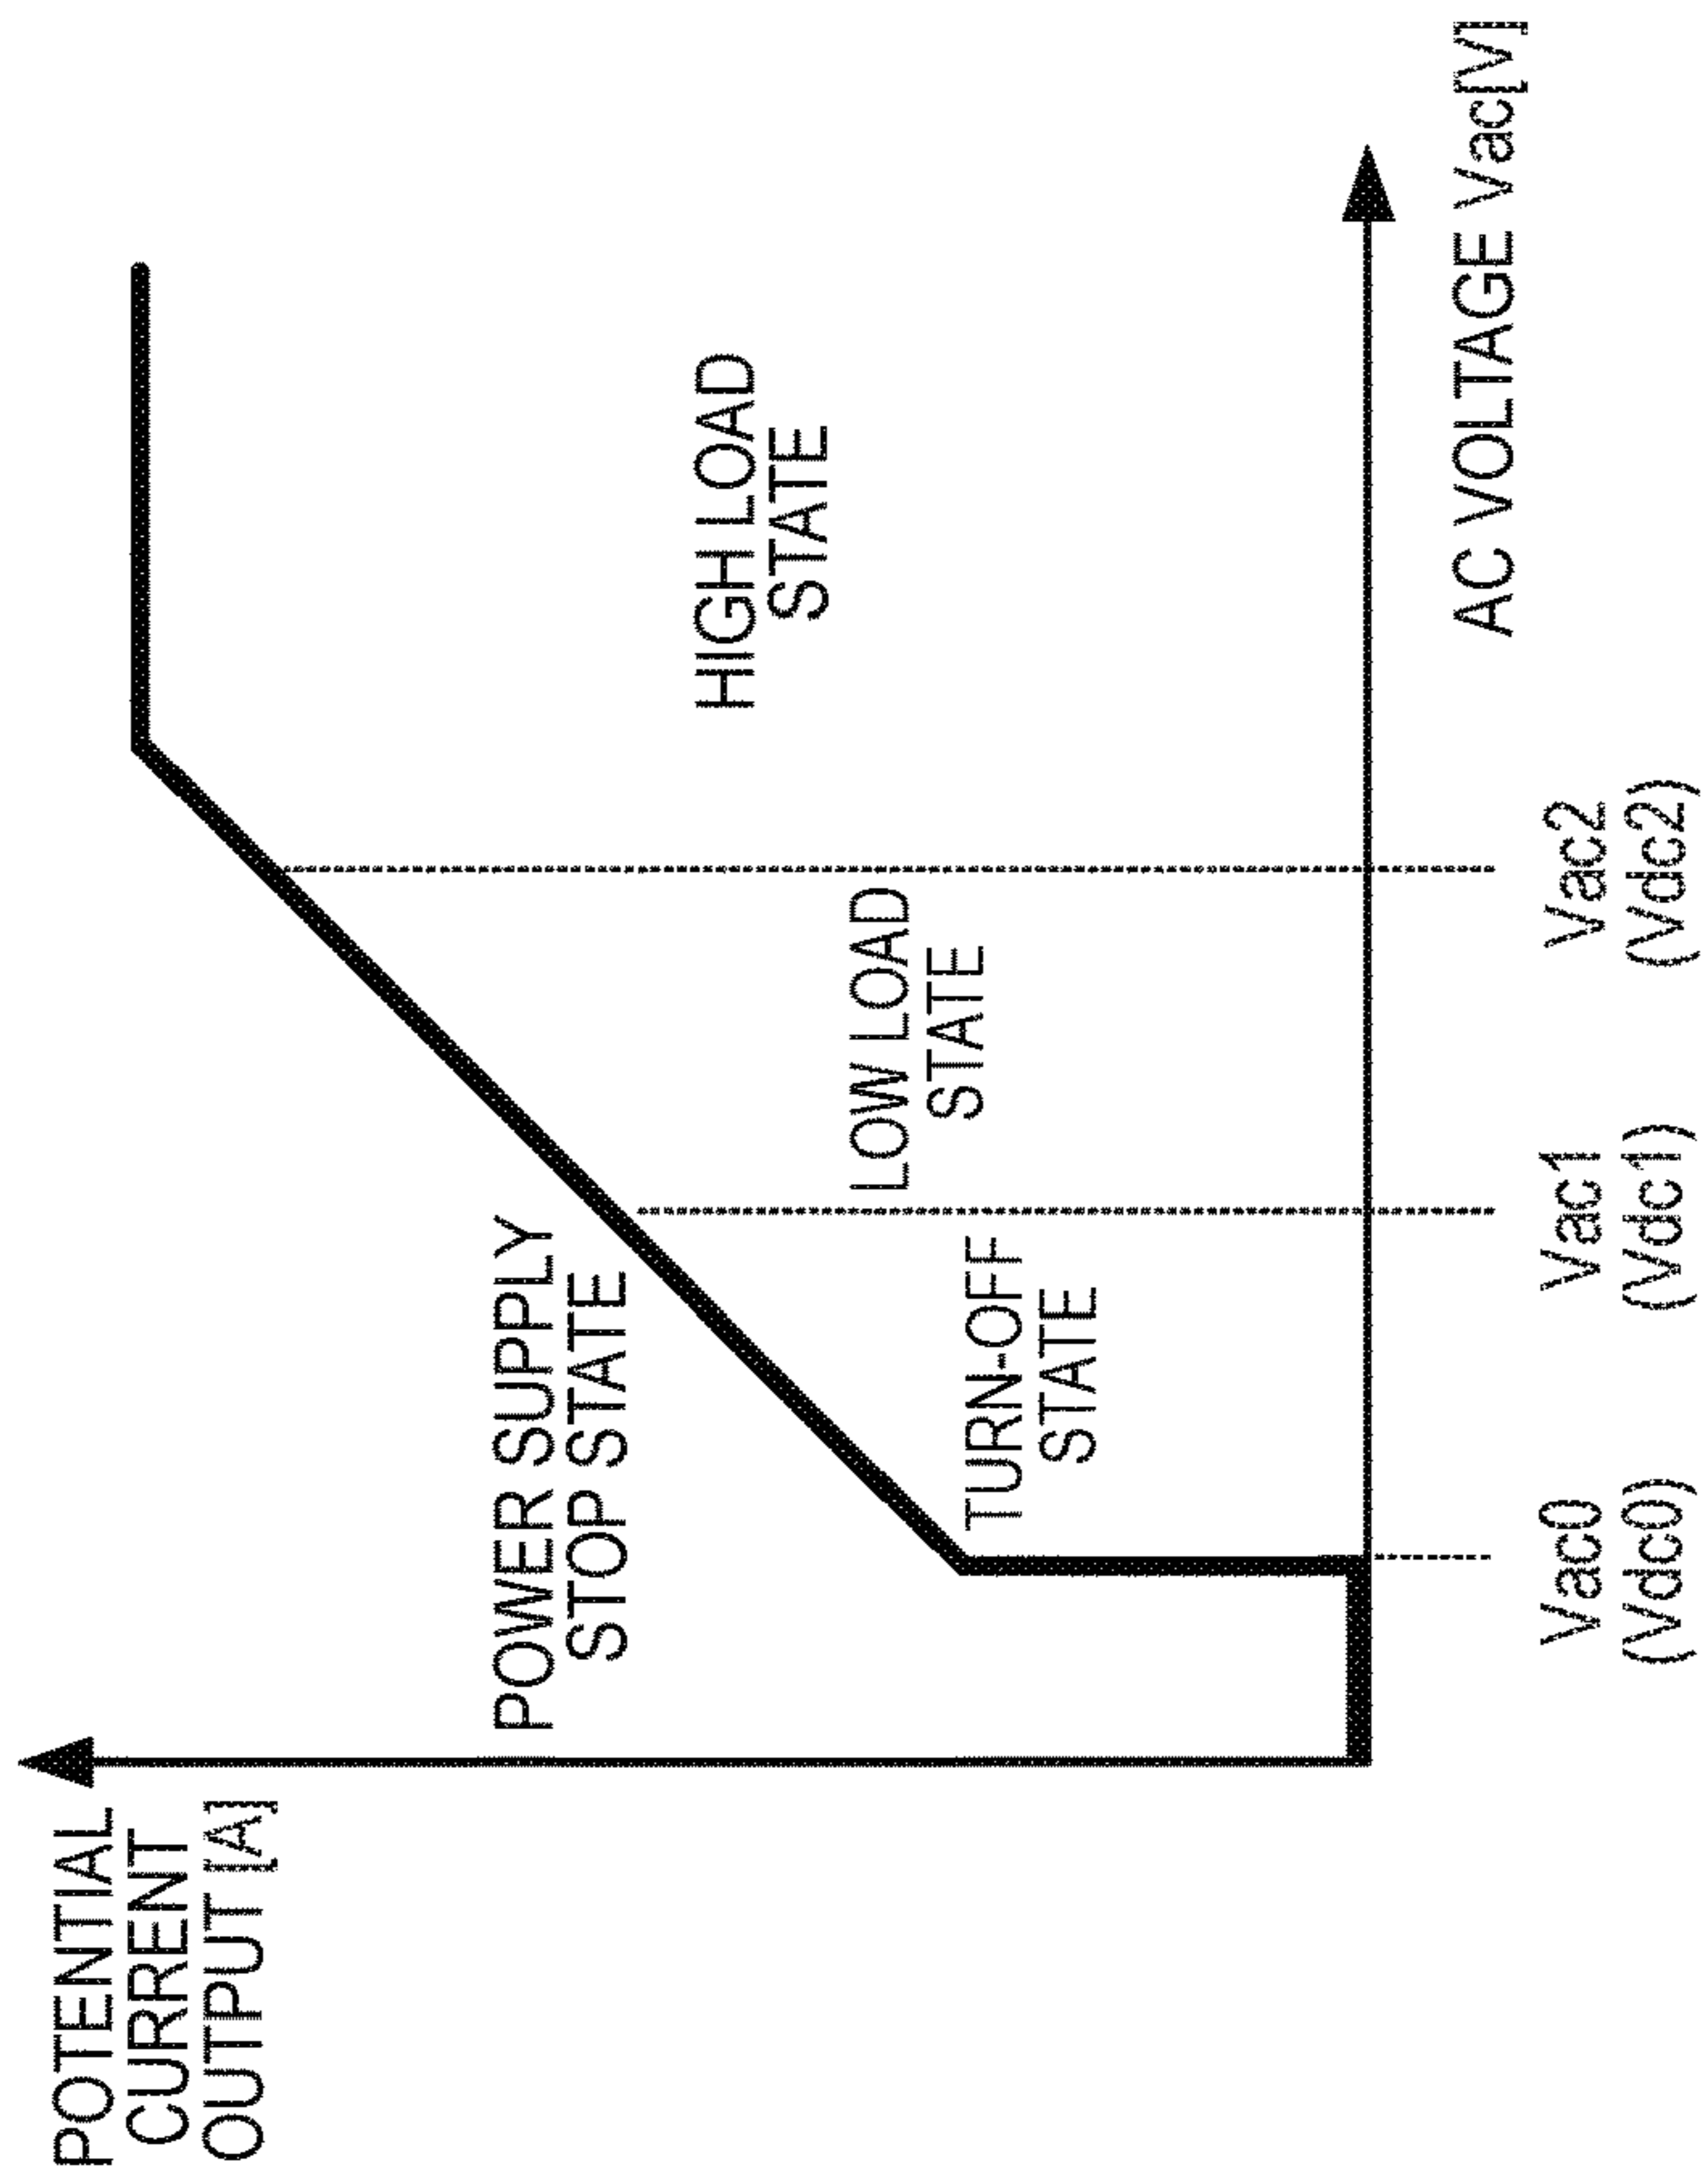 POTENTIAL
CURRENT
OUTPUT [A]
POWER SUPPLY
STOP STATE
TURN-OFF
STATE
LOW LOAD
STATE
HIGH LOAD
STATE
Vac0
(Vdc0)
Vac1
(Vdc1)
Vac2
(Vdc2)
AC VOLTAGE Vac[V]